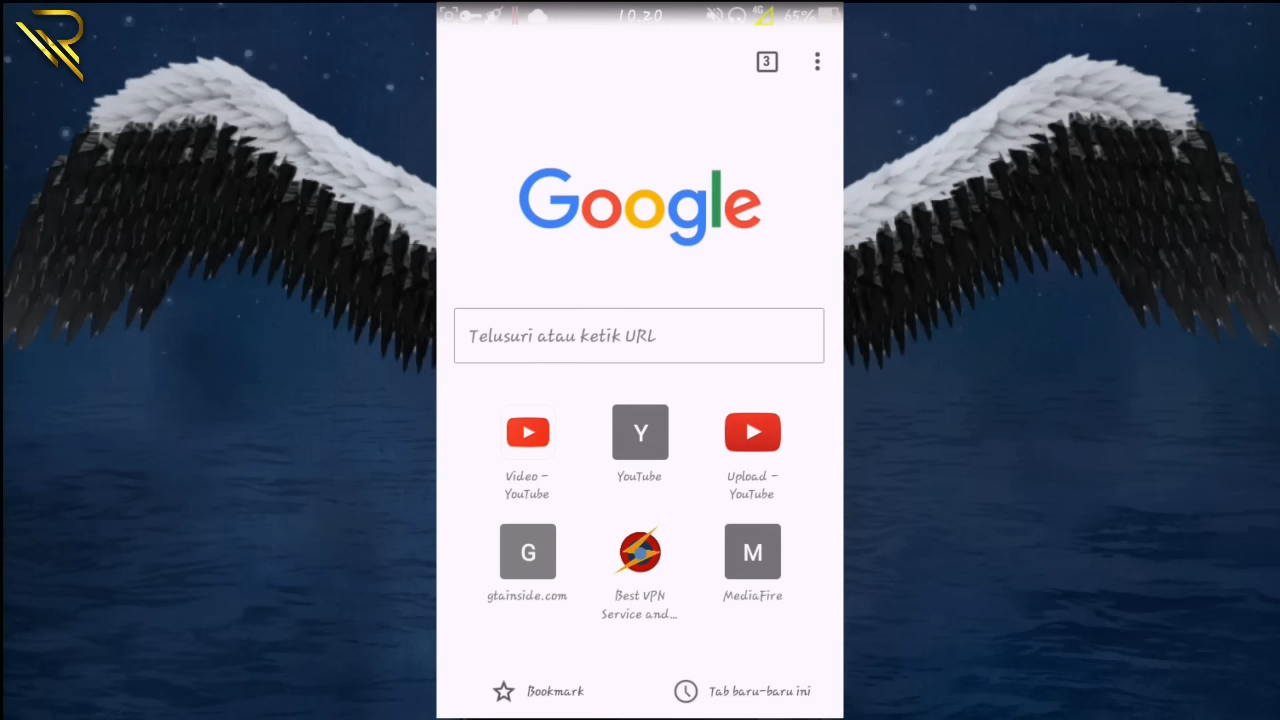 10.20
4G
65%
3
Google
Telusuri atau ketik URL
Y
Video –
YouTube
YouTube
Upload –
YouTube
G
M
gtainside.com
Best VPN
Service and...
MediaFire
Bookmark
Tab baru-baru ini